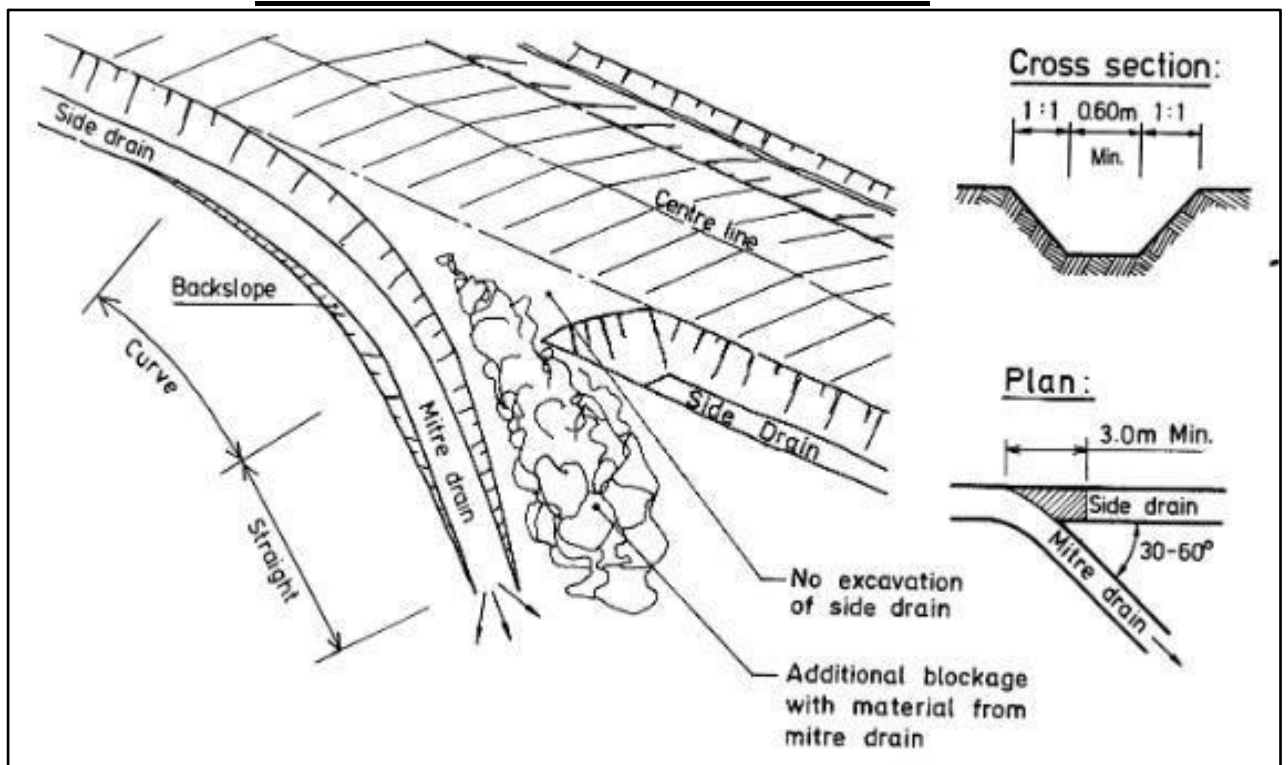 Side drain
Backslope
Curve
Straight
Mitre drain
Centre line
Side Drain
No excavation
of side drain
Additional blockage
with material from
mitre drain
Cross section:
1:1 0.60m 1:1
Min.
Plan:
3.0m Min.
Side drain
30-60°
Mitre drain